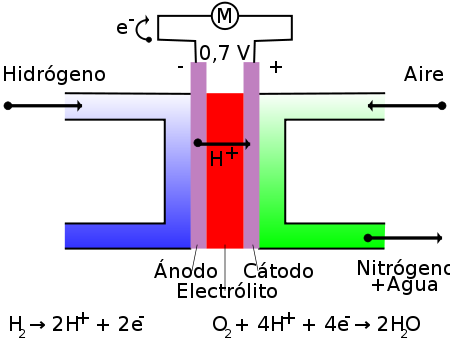 M
e-
0,7 V
- +
Hidrógeno
Aire
H+
Ánodo
Cátodo
Electrólito
Nitrógeno
+Agua
H2 → 2H+ + 2e-
O2 + 4H+ + 4e- → 2H2O